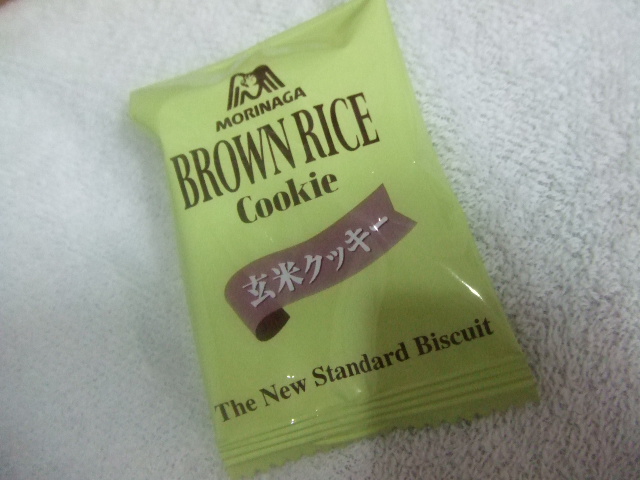 MORINAGA
BROWN RICE
Cookie
玄米クッキー
The New Standard Biscuit